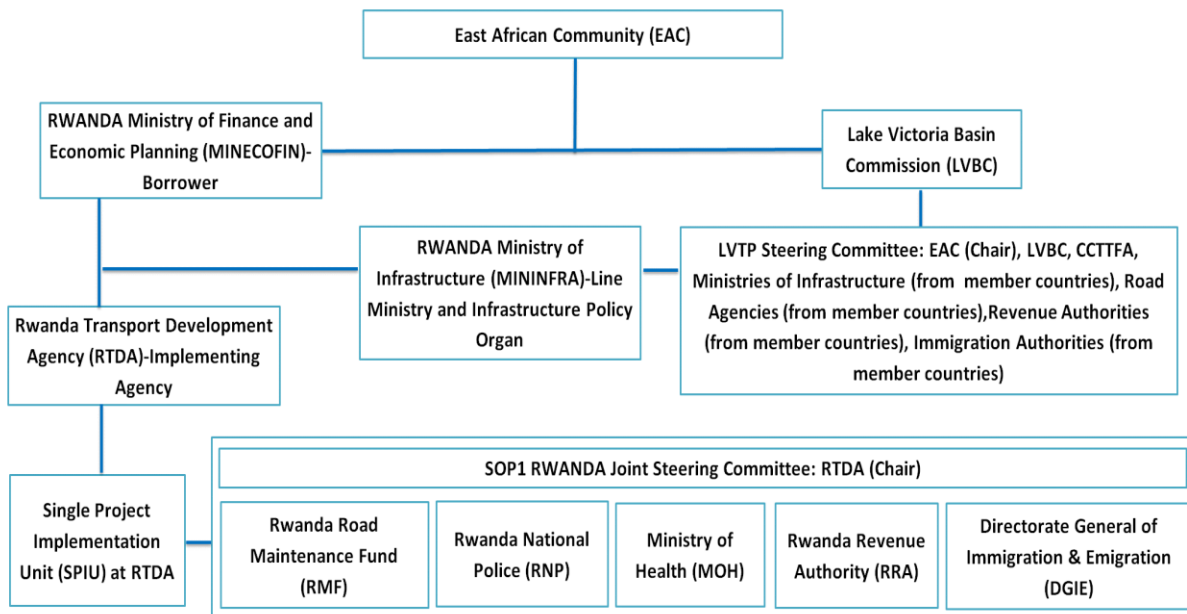 East African Community (EAC)
RWANDA Ministry of Finance and
Economic Planning (MINECOFIN)-
Borrower
Lake Victoria Basin
Commission (LVBC)
RWANDA Ministry of
Infrastructure (MININFRA)-Line
Ministry and Infrastructure Policy
Organ
LVTP Steering Committee: EAC (Chair), LVBC, CCTTFA,
Ministries of Infrastructure (from member countries), Road
Agencies (from member countries),Revenue Authorities
(from member countries), Immigration Authorities (from
member countries)
Rwanda Transport Development
Agency (RTDA)-Implementing
Agency
Single Project
Implementation
Unit (SPIU) at RTDA
SOP1 RWANDA Joint Steering Committee: RTDA (Chair)
Rwanda Road
Maintenance Fund
(RMF)
Rwanda National
Police (RNP)
Ministry of
Health (MOH)
Rwanda Revenue
Authority (RRA)
Directorate General of
Immigration & Emigration
(DGIE)